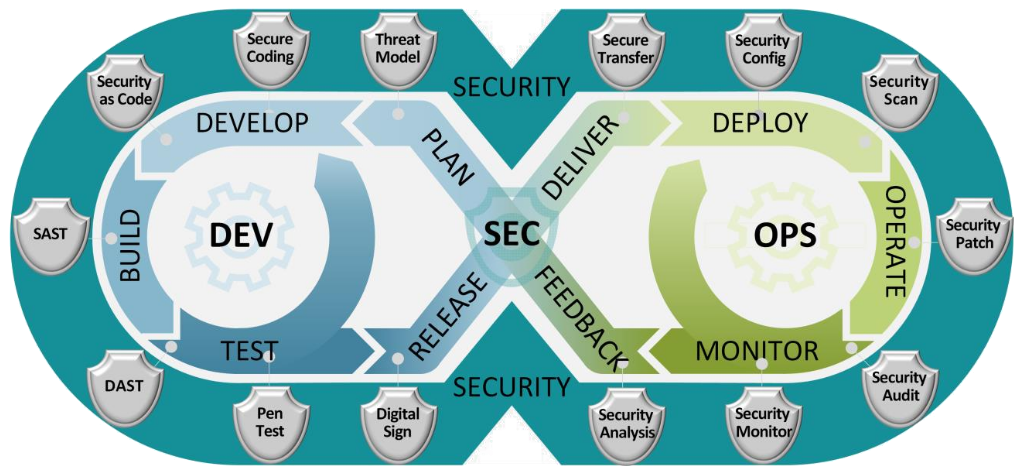 Secure
Coding
Threat
Model
Secure
Transfer
Security
Config
Security
as Code
SECURITY
Security
Scan
DEVELOP
PLAN
DELIVER
DEPLOY
SAST
BUILD
DEV
SEC
OPS
OPERATE
Security
Patch
TEST
RELEASE
FEEDBACK
MONITOR
DAST
SECURITY
Security
Audit
Pen
Test
Digital
Sign
Security
Analysis
Security
Monitor